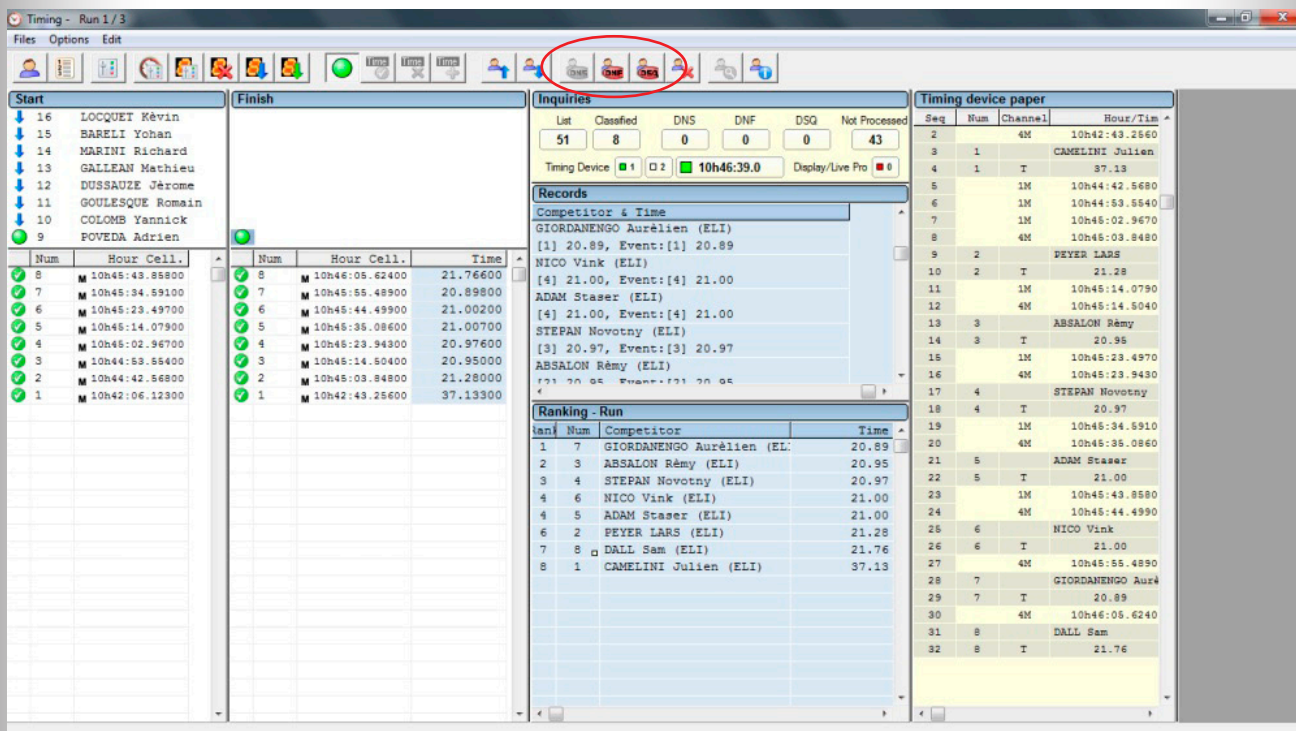 Timing - Run 1 / 3
Files Options Edit
Time Time Time
DNS DNF DSQ
Start
16 LOCQUET Kèvin
15 BARELI Yohan
14 MARINI Richard
13 GALLEAN Mathieu
12 DUSSAUZE Jèrome
11 GOULESQUE Romain
10 COLOMB Yannick
9 POVEDA Adrien
Num Hour Cell.
8 M 10h45:43.85800
7 M 10h45:34.59100
6 M 10h45:23.49700
5 M 10h45:14.07900
4 M 10h45:02.96700
3 M 10h44:53.55400
2 M 10h44:42.56800
1 M 10h42:06.12300
Finish
Num Hour Cell. Time
8 M 10h46:05.62400 21.76600
7 M 10h45:55.48900 20.89800
6 M 10h45:44.49900 21.00200
5 M 10h45:35.08600 21.00700
4 M 10h45:23.94300 20.97600
3 M 10h45:14.50400 20.95000
2 M 10h45:03.84800 21.28000
1 M 10h42:43.25600 37.13300
Inquiries
List Classified DNS DNF DSQ Not Processed
51 8 0 0 0 43
Timing Device 1 2 10h46:39.0 Display/Live Pro 0
Records
Competitor & Time
GIORDANENGO Aurèlien (ELI)
[1] 20.89, Event:[1] 20.89
NICO Vink (ELI)
[4] 21.00, Event:[4] 21.00
ADAM Staser (ELI)
[4] 21.00, Event:[4] 21.00
STEPAN Novotny (ELI)
[3] 20.97, Event:[3] 20.97
ABSALON Rèmy (ELI)
[2] 20.95, Event:[2] 20.95
Ranking - Run
Rank Num Competitor Time
1 7 GIORDANENGO Aurèlien (ELI 20.89
2 3 ABSALON Rèmy (ELI) 20.95
3 4 STEPAN Novotny (ELI) 20.97
4 6 NICO Vink (ELI) 21.00
4 5 ADAM Staser (ELI) 21.00
6 2 PEYER LARS (ELI) 21.28
7 8 DALL Sam (ELI) 21.76
8 1 CAMELINI Julien (ELI) 37.13
Timing device paper
Seq Num Channel Hour/Tim
2 4M 10h42:43.2560
3 1 CAMELINI Julien
4 1 T 37.13
5 1M 10h44:42.5680
6 1M 10h44:53.5540
7 1M 10h45:02.9670
8 4M 10h45:03.8480
9 2 PEYER LARS
10 2 T 21.28
11 1M 10h45:14.0790
12 4M 10h45:14.5040
13 3 ABSALON Rèmy
14 3 T 20.95
15 1M 10h45:23.4970
16 4M 10h45:23.9430
17 4 STEPAN Novotny
18 4 T 20.97
19 1M 10h45:34.5910
20 4M 10h45:35.0860
21 5 ADAM Staser
22 5 T 21.00
23 1M 10h45:43.8580
24 4M 10h45:44.4990
25 6 NICO Vink
26 6 T 21.00
27 4M 10h45:55.4890
28 7 GIORDANENGO Aurè
29 7 T 20.89
30 4M 10h46:05.6240
31 8 DALL Sam
32 8 T 21.76